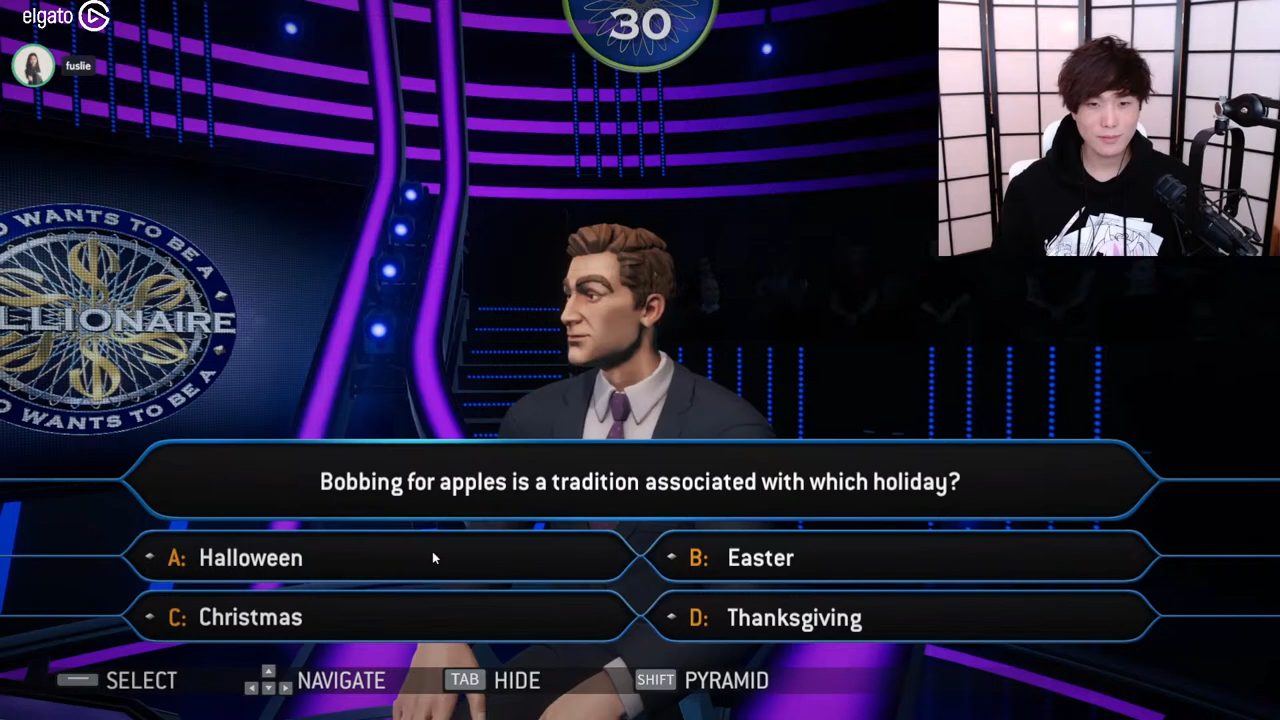 elgato
fuslie
30
WANTS TO BE A
LLIONAIRE
WANTS TO BE A
Bobbing for apples is a tradition associated with which holiday?
A: Halloween
B: Easter
C: Christmas
D: Thanksgiving
SELECT
NAVIGATE
TAB HIDE
SHIFT PYRAMID